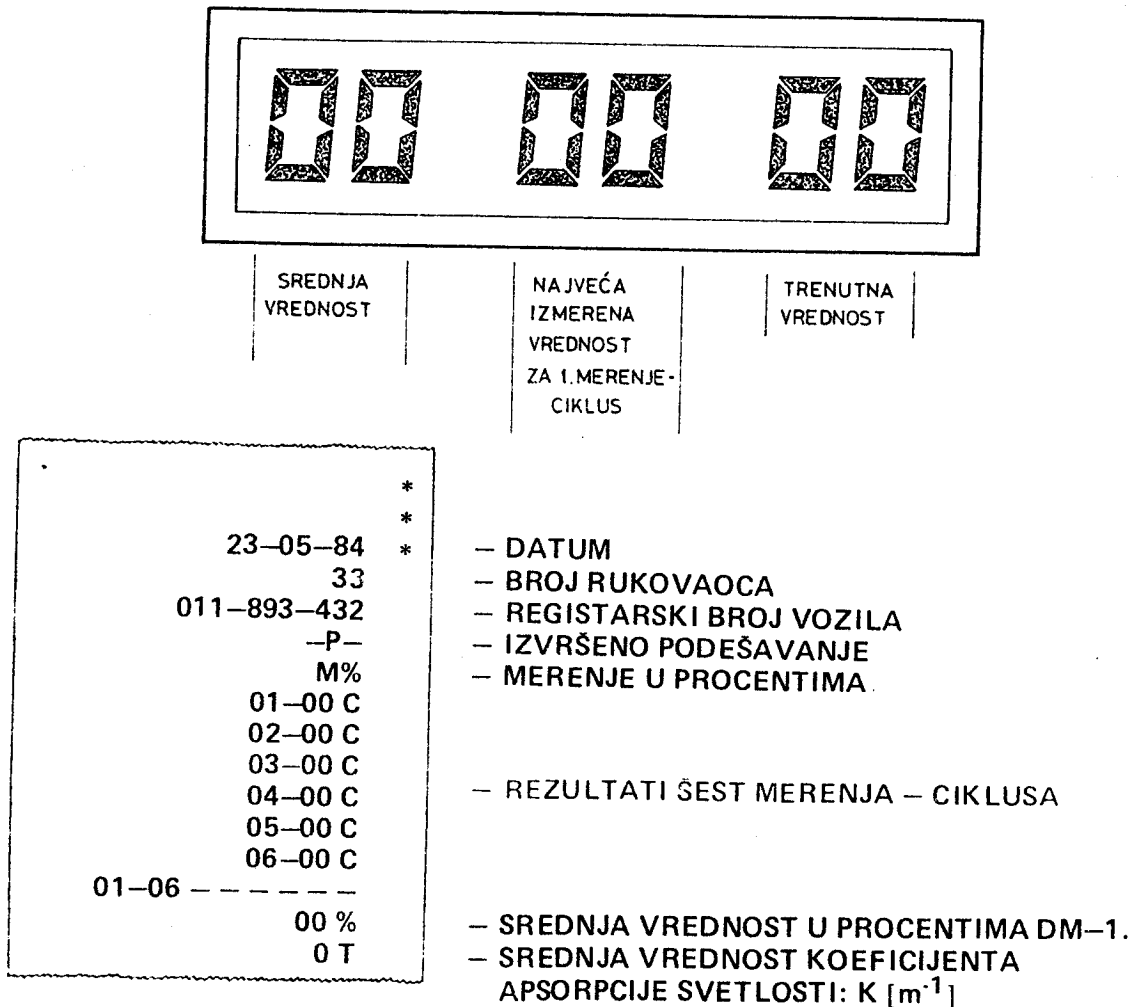 00 00 00
SREDNJA
VREDNOST
NAJVEĆA
IZMERENA
VREDNOST
ZA 1. MERENJE-
CIKLUS
TRENUTNA
VREDNOST
*
*
23–05–84 * – DATUM
33 – BROJ RUKOVAOCA
011–893–432 – REGISTARSKI BROJ VOZILA
–P– – IZVRŠENO PODEŠAVANJE
M% – MERENJE U PROCENTIMA
01–00 C
02–00 C
03–00 C
04–00 C – REZULTATI ŠEST MERENJA – CIKLUSA
05–00 C
06–00 C
01–06 – – – – – –
00 % – SREDNJA VREDNOST U PROCENTIMA DM–1.
0 T – SREDNJA VREDNOST KOEFICIJENTA
APSORPCIJE SVETLOSTI: K [m⁻¹]